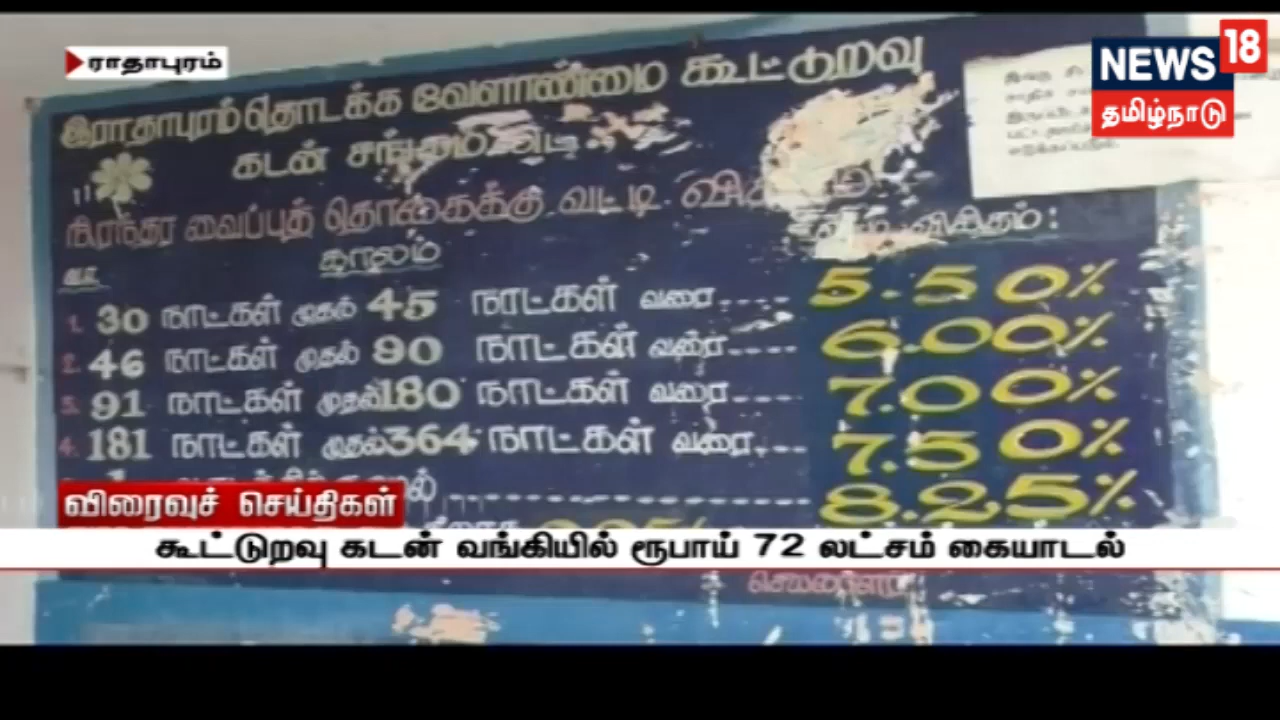 ராதாபுரம்
NEWS 18
தமிழ்நாடு
இராதாபுரம் தொடக்க வேளாண்மை கூட்டுறவு
கடன்
நிரந்தர வைப்புத் தொகைக்கு வட்டி
காலம்
விகிதம்:
1. 30 நாட்கள் முதல் 45 நாட்கள் வரை.... 5.50%
2. 46 நாட்கள் முதல் 90 நாட்கள் வரை.... 6.00%
3. 91 நாட்கள் முதல் 180 நாட்கள் வரை.... 7.00%
4. 181 நாட்கள் முதல் 364 நாட்கள் வரை.... 7.50%
8.25%
விரைவுச் செய்திகள்
கூட்டுறவு கடன் வங்கியில் ரூபாய் 72 லட்சம் கையாடல்